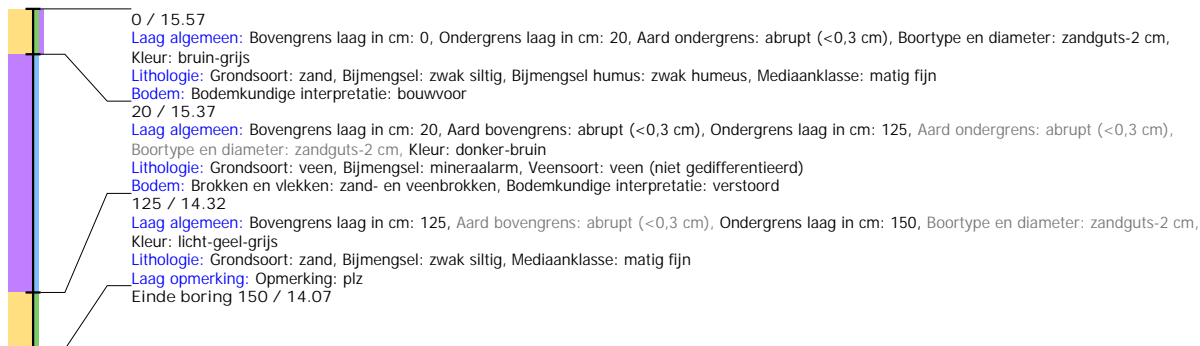 0 / 15.57
Laag algemeen: Bovengrens laag in cm: 0, Ondergrens laag in cm: 20, Aard ondergrens: abrupt (<0,3 cm), Boortype en diameter: zandguts-2 cm,
Kleur: bruin-grijs
Lithologie: Grondsoort: zand, Bijmengsel: zwak siltig, Bijmengsel humus: zwak humeus, Mediaanklasse: matig fijn
Bodem: Bodemkundige interpretatie: bouwvoor
20 / 15.37
Laag algemeen: Bovengrens laag in cm: 20, Aard bovengrens: abrupt (<0,3 cm), Ondergrens laag in cm: 125, Aard ondergrens: abrupt (<0,3 cm),
Boortype en diameter: zandguts-2 cm, Kleur: donker-bruin
Lithologie: Grondsoort: veen, Bijmengsel: mineraalarm, Veensoort: veen (niet gedifferentieerd)
Bodem: Brokken en vlekken: zand- en veenbrokken, Bodemkundige interpretatie: verstoord
125 / 14.32
Laag algemeen: Bovengrens laag in cm: 125, Aard bovengrens: abrupt (<0,3 cm), Ondergrens laag in cm: 150, Boortype en diameter: zandguts-2 cm,
Kleur: licht-geel-grijs
Lithologie: Grondsoort: zand, Bijmengsel: zwak siltig, Mediaanklasse: matig fijn
Laag opmerking: Opmerking: plz
Einde boring 150 / 14.07